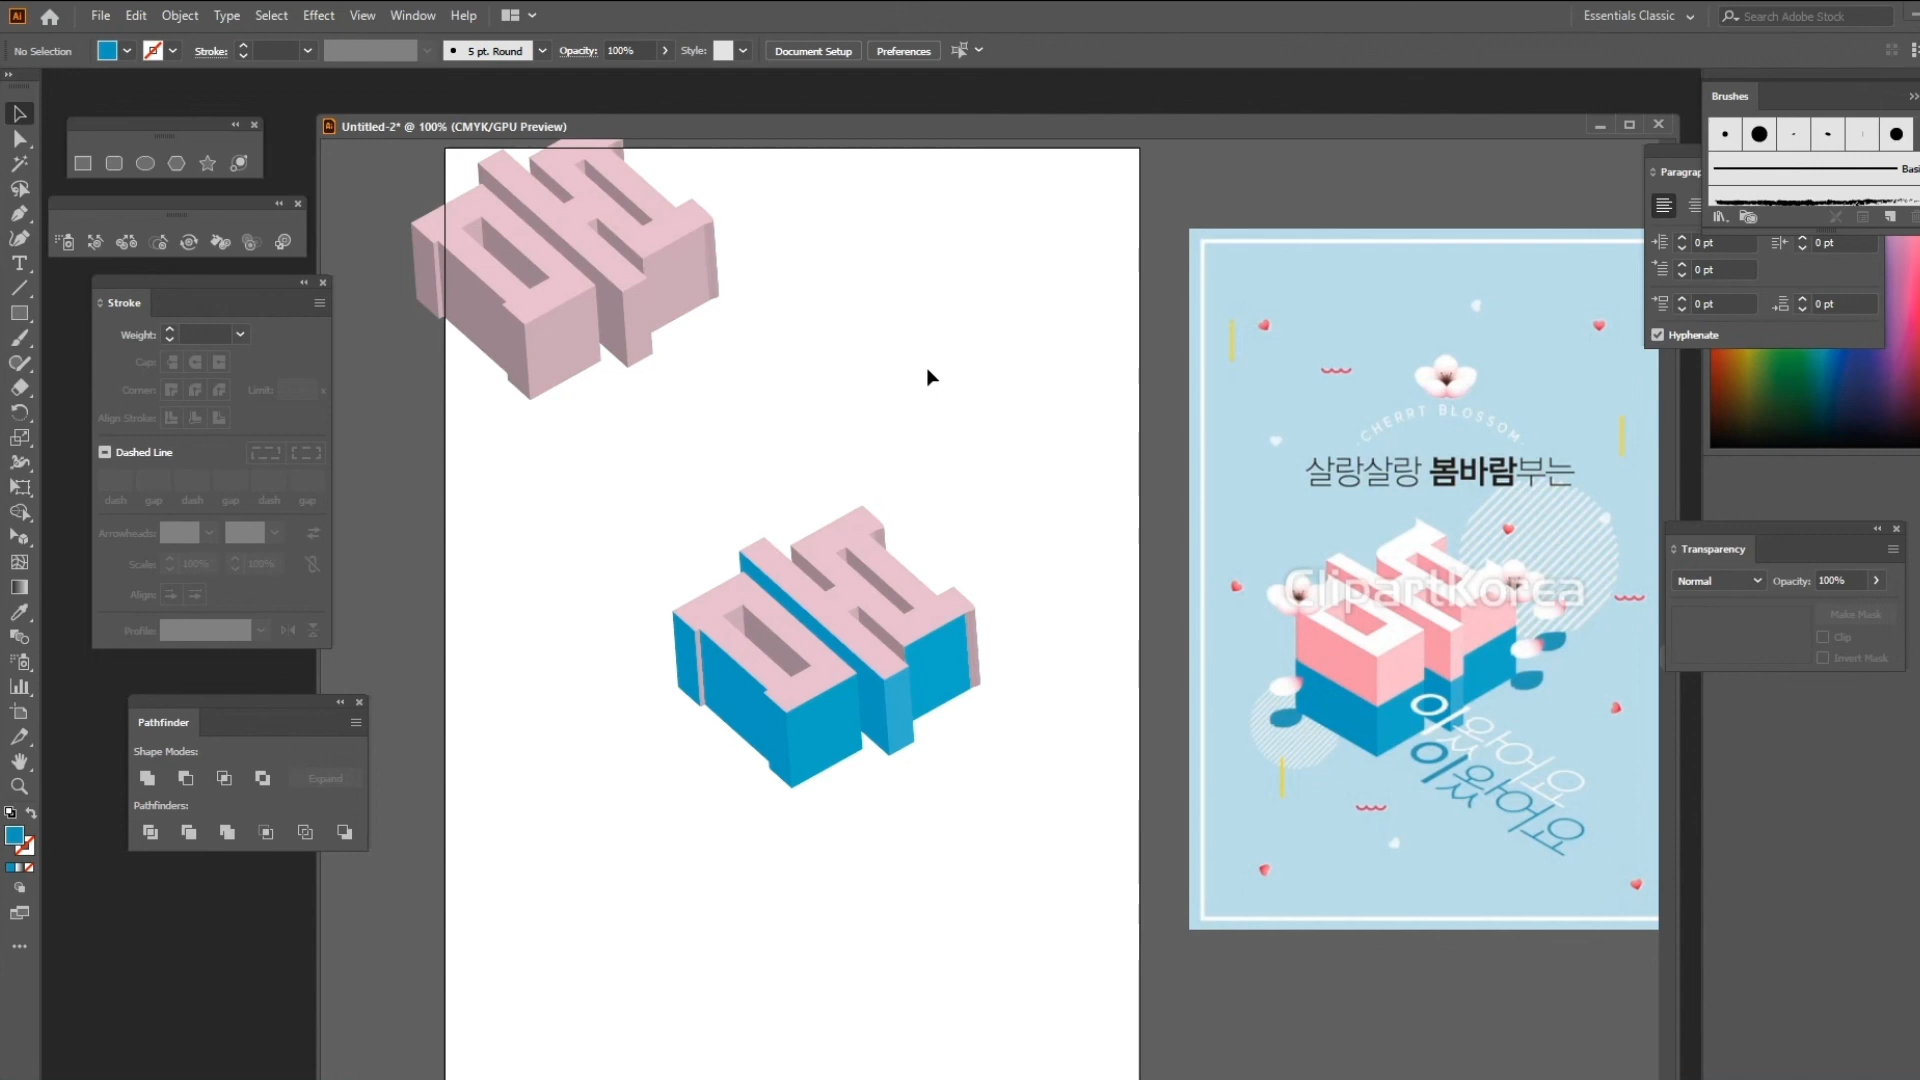 File Edit Object Type Select Effect View Window Help
Essentials Classic
Search Adobe Stock
No Selection
Stroke:
5 pt. Round
Opacity: 100%
Style:
Document Setup
Preferences
Untitled-2* @ 100% (CMYK/GPU Preview)
Brushes
Basi
Paragrap
0 pt 0 pt
0 pt
0 pt 0 pt
Hyphenate
Stroke
Weight:
Cap:
Corner: Limit: x
Align Stroke:
Dashed Line
dash gap dash gap dash gap
Arrowheads:
Scale: 100% 100%
Align:
Profile:
Pathfinder
Shape Modes:
Expand
Pathfinders:
Transparency
Normal Opacity: 100%
Make Mask
Clip
Invert Mask
·CHERRT BLOSSOM·
살랑살랑 봄바람부는
ClipartKorea